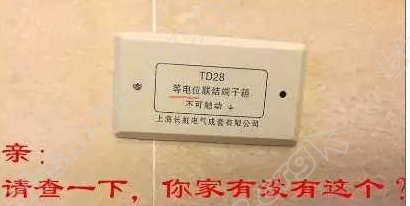 TD28
等电位联结端子箱
不可触动
上海长虹电气成套有限公司
亲：
请查一下，你家有没有这个？